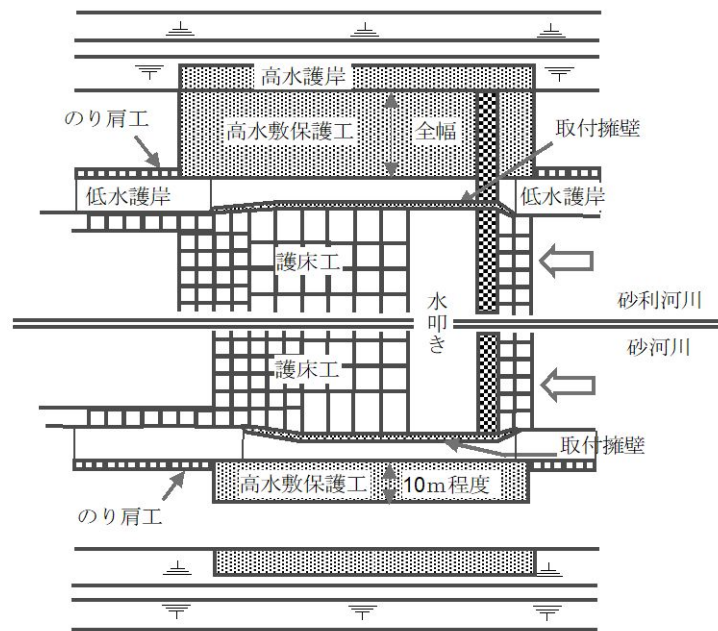 高水護岸
のり肩工
高水敷保護工
全幅
取付擁壁
低水護岸
低水護岸
護床工
水叩き
砂利河川
砂河川
護床工
取付擁壁
高水敷保護工
10m程度
のり肩工